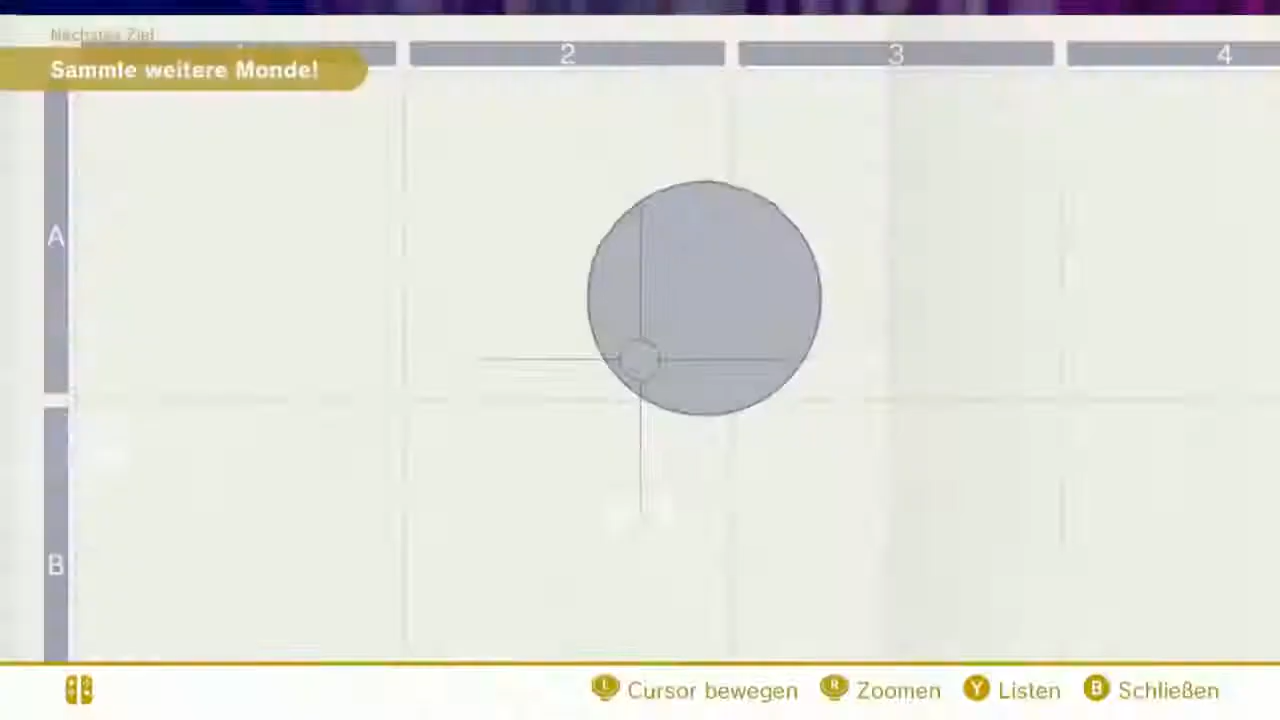 Nächstes Ziel
Sammle weitere Monde!
2
3
4
A
B
L Cursor bewegen
R Zoomen
Y Listen
B Schließen